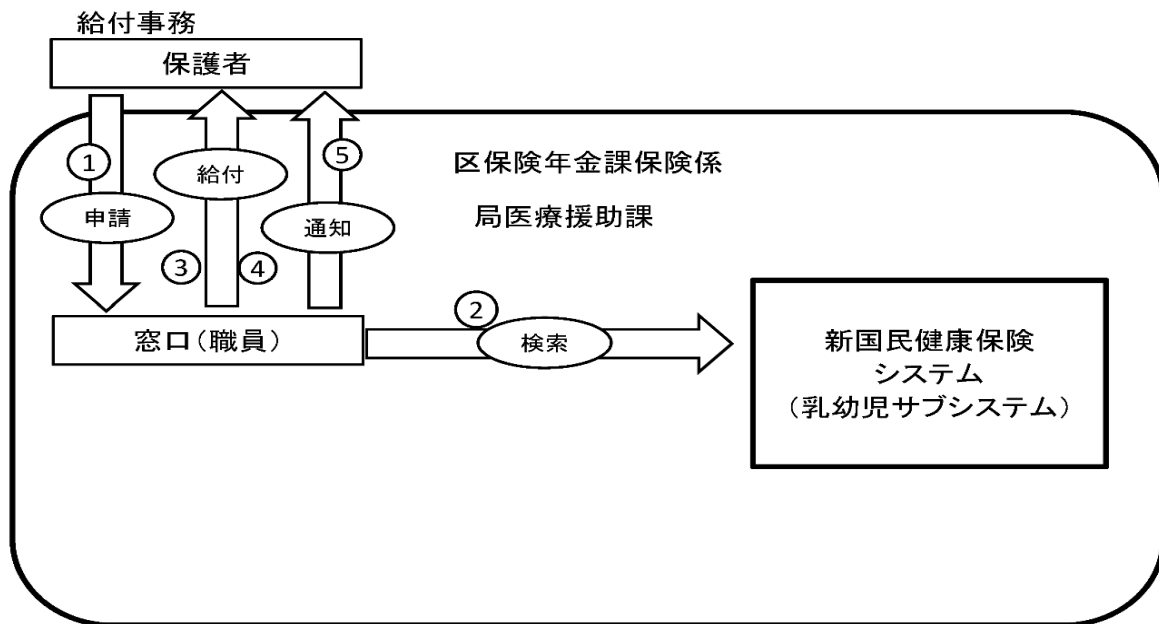 給付事務
保護者
①
⑤
給付
区保険年金課保険係
申請
通知
局医療援助課
③
④
②
窓口(職員)
検索
新国民健康保険
システム
(乳幼児サブシステム)